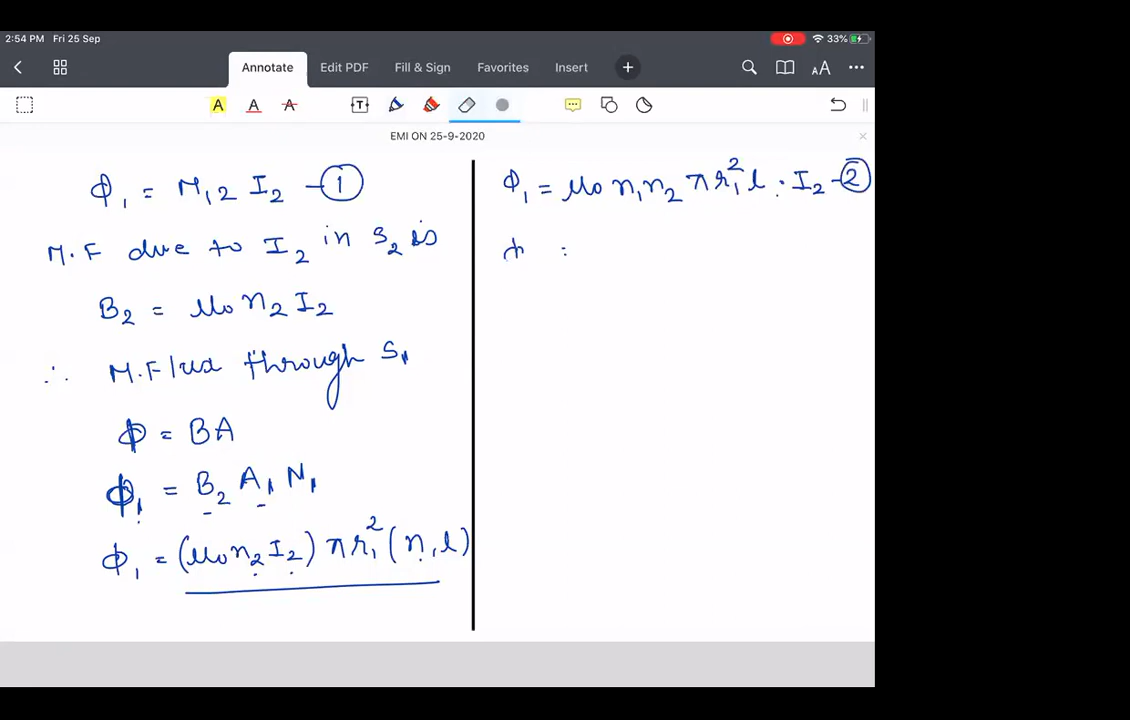 2:54 PM Fri 25 Sep
33%
Annotate Edit PDF Fill & Sign Favorites Insert
EMI ON 25-9-2020
Φ₁ = M₁₂ I₂ –①
M.F due to I₂ in S₂ is
B₂ = μ₀ n₂ I₂
∴ M.Flux through S₁
Φ = BA
Φ₁ = B₂ A₁ N₁
Φ₁ = (μ₀ n₂ I₂) π r₁² (n₁ l)
Φ₁ = μ₀ n₁ n₂ π r₁² l . I₂ –②